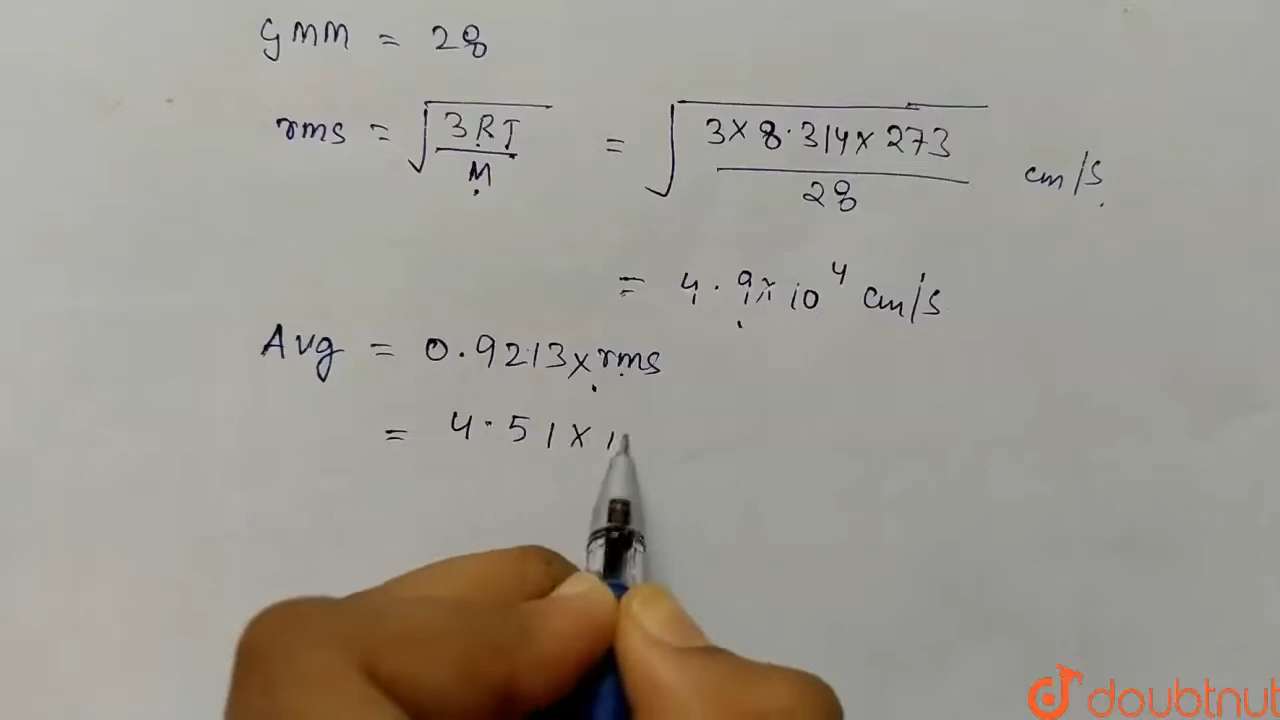 GMM = 28
rms = √(3RT/M) = √(3×8.314×273/28) cm/s
= 4.9×10⁴ cm/s
Avg = 0.9213×rms
= 4.51×1
doubtnut